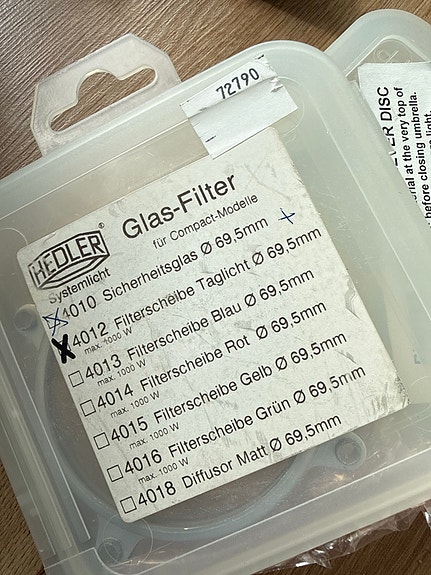 72790
HEDLER®
Systemlicht
Glas-Filter
für Compact-Modelle
4010 Sicherheitsglas Ø 69,5mm
4012 Filterscheibe Taglicht Ø 69,5mm
max. 1000 W
4013 Filterscheibe Blau Ø 69,5mm
max. 1000 W
4014 Filterscheibe Rot Ø 69,5mm
max. 1000 W
4015 Filterscheibe Gelb Ø 69,5mm
max. 1000 W
4016 Filterscheibe Grün Ø 69,5mm
max. 1000 W
4018 Diffusor Matt Ø 69,5mm
DISC
at the very top of
before closing umbrella.
light.